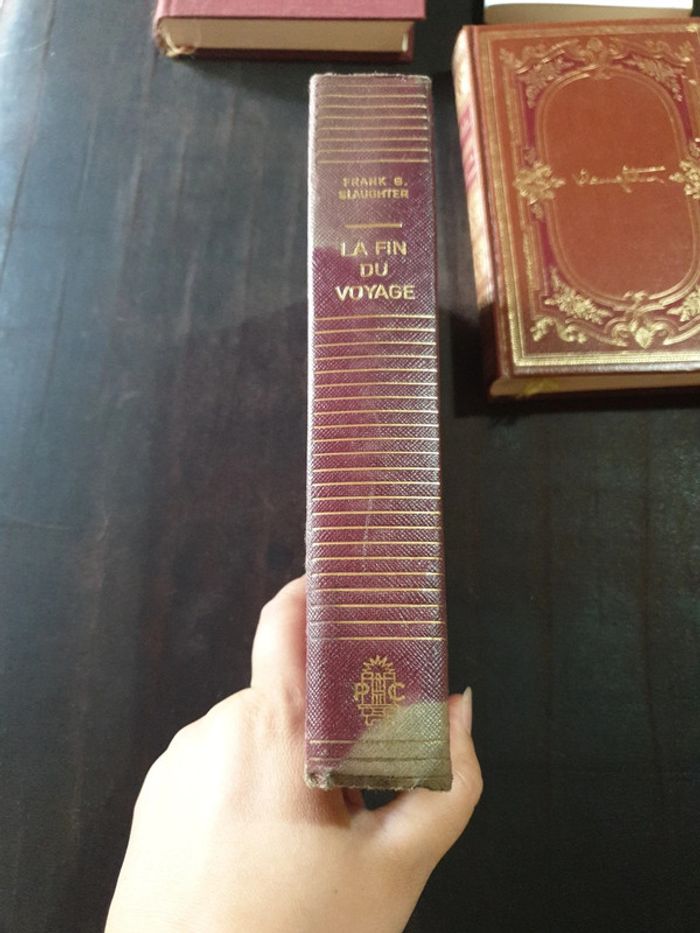 FRANK G.
SLAUGHTER
LA FIN
DU
VOYAGE
P C